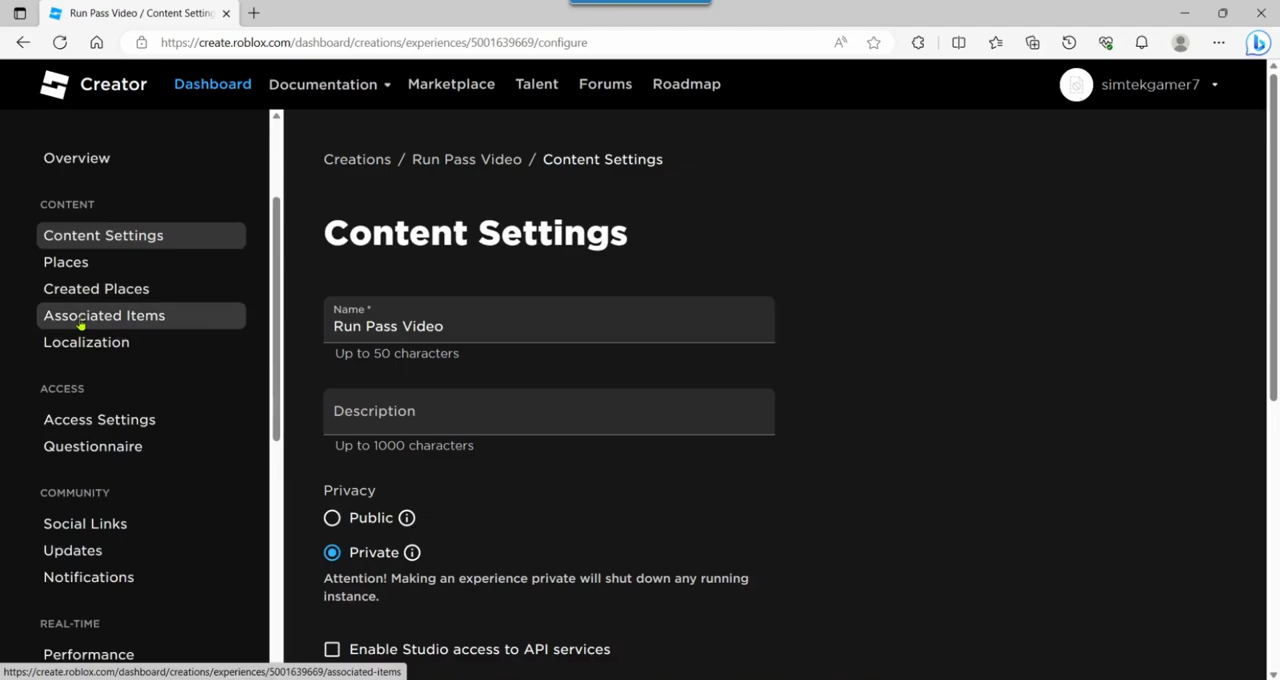 Run Pass Video / Content Setting
https://create.roblox.com/dashboard/creations/experiences/5001639669/configure
Creator
Dashboard
Documentation
Marketplace
Talent
Forums
Roadmap
simtekgamer7
Overview
CONTENT
Content Settings
Places
Created Places
Associated Items
Localization
ACCESS
Access Settings
Questionnaire
COMMUNITY
Social Links
Updates
Notifications
REAL-TIME
Performance
Creations / Run Pass Video / Content Settings
Content Settings
Name *
Run Pass Video
Up to 50 characters
Description
Up to 1000 characters
Privacy
Public
Private
Attention! Making an experience private will shut down any running
instance.
Enable Studio access to API services
https://create.roblox.com/dashboard/creations/experiences/5001639669/associated-items